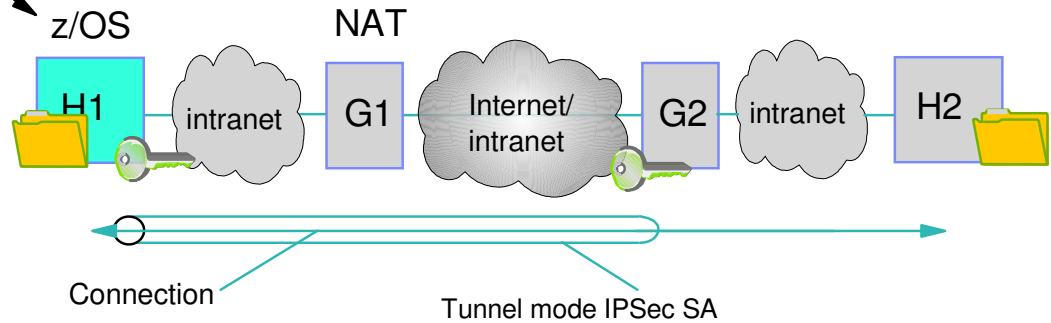 z/OS
NAT
H1
intranet
G1
Internet/
intranet
G2
intranet
H2
Connection
Tunnel mode IPSec SA